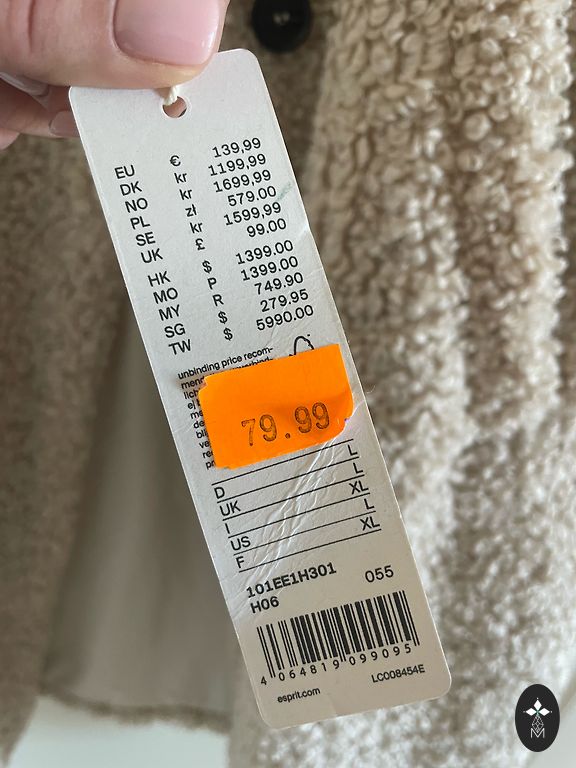 EU € 139,99
DK kr 1199,99
NO kr 1699,99
PL zł 579.00
SE kr 1599,99
UK £ 99.00
HK $ 1399.00
MO P 1399.00
MY R 749.90
SG $ 279.95
TW $ 5990.00
unbinding price recom-
79.99
D L
UK L
I XL
US L
F XL
101EE1H301 055
H06
4 064819 099095
esprit.com LC008454E
M